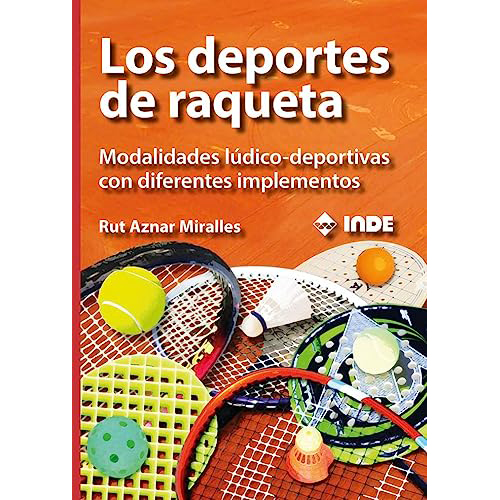 Los deportes
de raqueta
Modalidades lúdico-deportivas
con diferentes implementos
Rut Aznar Miralles
INDE